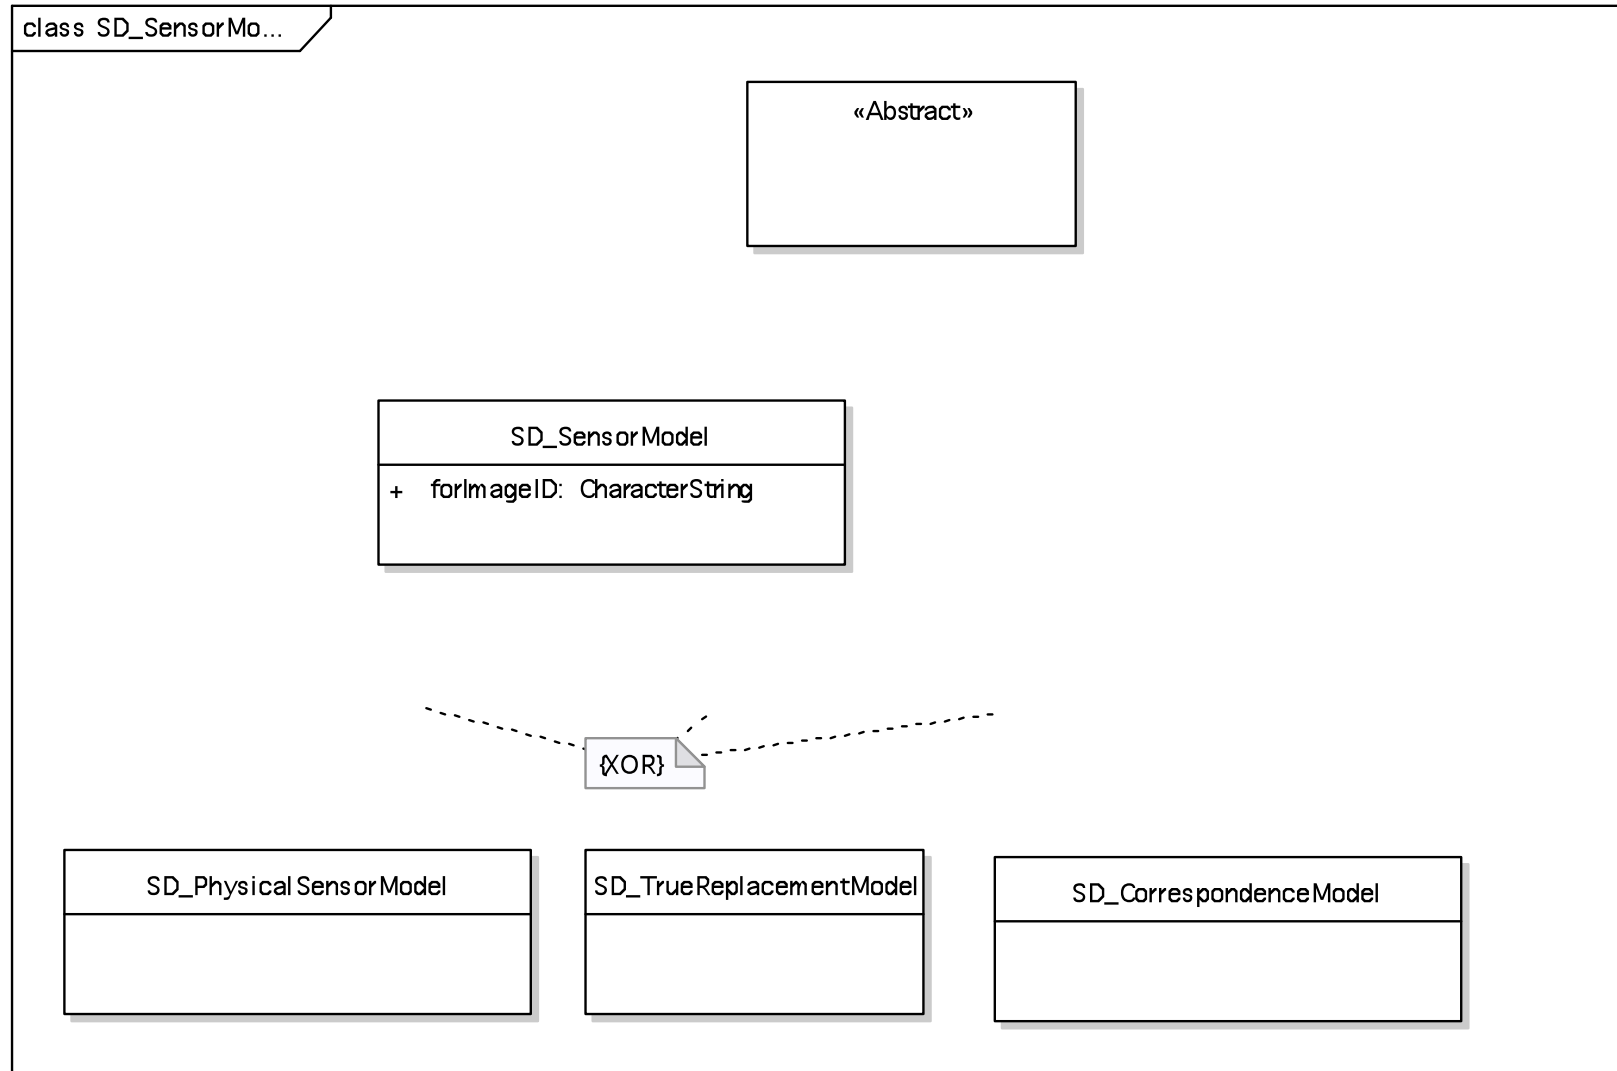 class SD_SensorMo...
«Abstract»
SD_SensorModel
+ forImageID: CharacterString
{XOR}
SD_PhysicalSensorModel
SD_TrueReplacementModel
SD_CorrespondenceModel